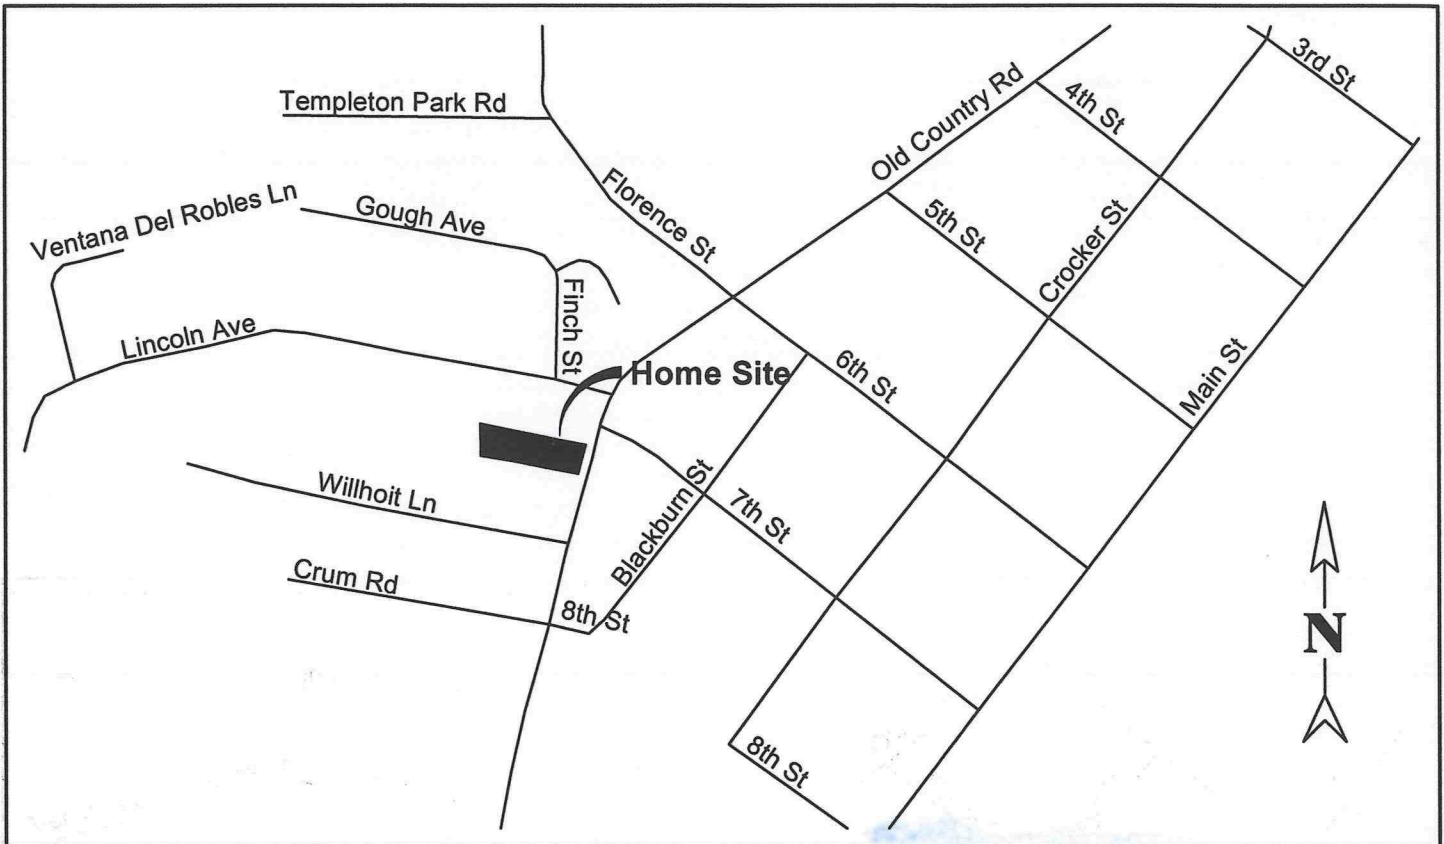 3rd St
Old Country Rd
4th St
Templeton Park Rd
Florence St
Ventana Del Robles Ln
Gough Ave
5th St
Crocker St
Finch St
Lincoln Ave
Home Site
6th St
Main St
Willhoit Ln
Blackburn St
7th St
Crum Rd
8th St
N
8th St